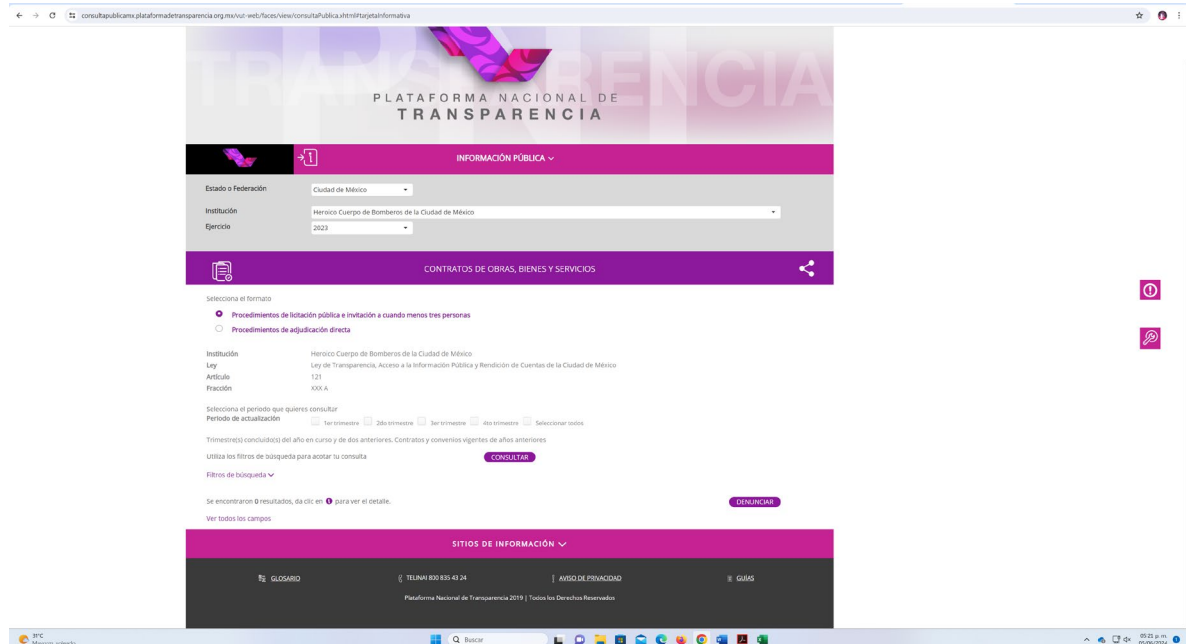 consultapublicamx.plataformadetransparencia.org.mx/vut-web/faces/view/consultaPublica.xhtml#tarjetaInformativa
TRANSPARENCIA
PLATAFORMA NACIONAL DE
TRANSPARENCIA
INFORMACIÓN PÚBLICA
Estado o Federación Ciudad de México
Institución Heroico Cuerpo de Bomberos de la Ciudad de México
Ejercicio 2023
CONTRATOS DE OBRAS, BIENES Y SERVICIOS
Selecciona el formato
Procedimientos de licitación pública e invitación a cuando menos tres personas
Procedimientos de adjudicación directa
Institución Heroico Cuerpo de Bomberos de la Ciudad de México
Ley Ley de Transparencia, Acceso a la Información Pública y Rendición de Cuentas de la Ciudad de México
Artículo 121
Fracción XXX A
Selecciona el periodo que quieres consultar
Periodo de actualización 1er trimestre 2do trimestre 3er trimestre 4to trimestre Seleccionar todos
Trimestre(s) concluido(s) del año en curso y de dos anteriores. Contratos y convenios vigentes de años anteriores
Utiliza los filtros de búsqueda para acotar tu consulta CONSULTAR
Filtros de búsqueda
Se encontraron 0 resultados, da clic en para ver el detalle. DENUNCIAR
Ver todos los campos
SITIOS DE INFORMACIÓN
GLOSARIO TELINAI 800 835 43 24 AVISO DE PRIVACIDAD GUÍAS
Plataforma Nacional de Transparencia 2019 | Todos los Derechos Reservados
31°C
Buscar
05:21 p. m.